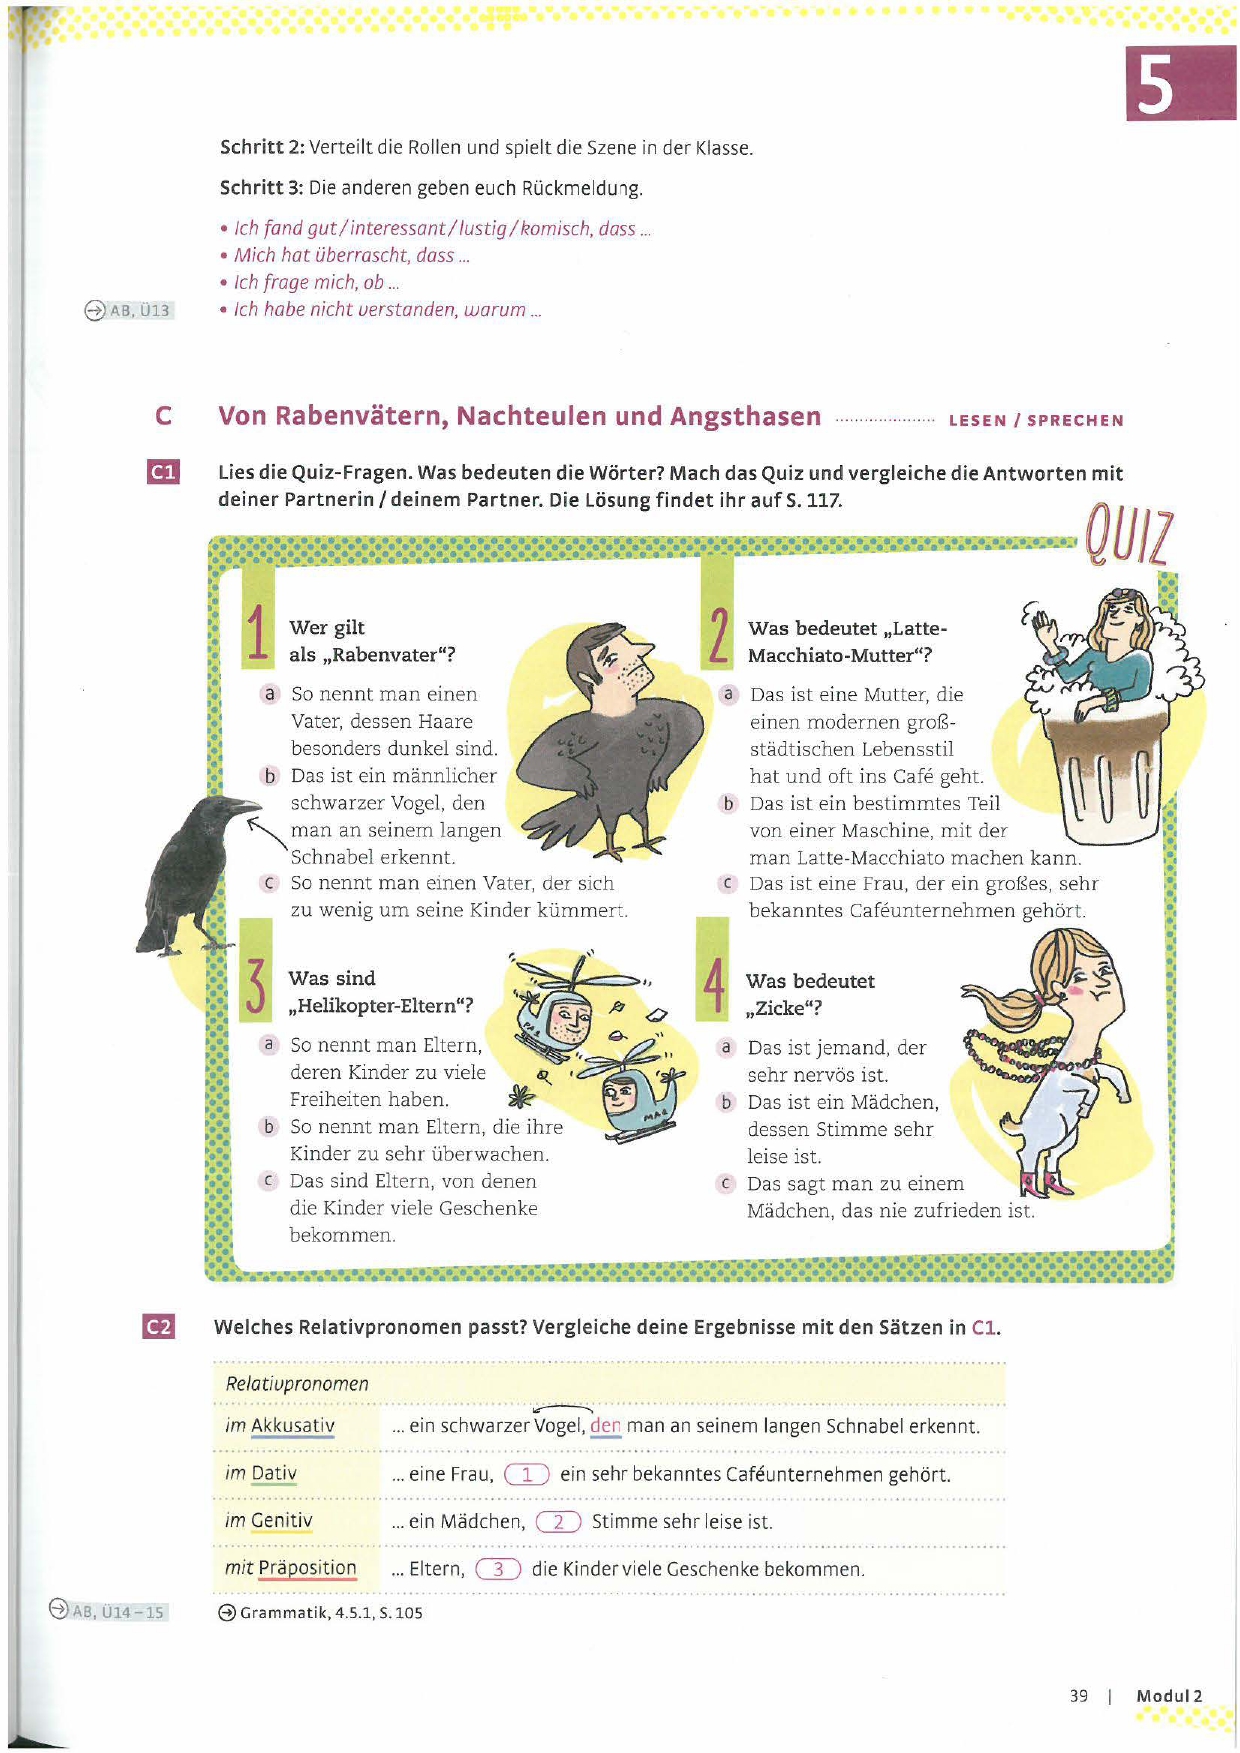 5
Schritt 2: Verteilt die Rollen und spielt die Szene in der Klasse.
Schritt 3: Die anderen geben euch Rückmeldung.
• Ich fand gut/interessant/lustig/komisch, dass ...
• Mich hat überrascht, dass ...
• Ich frage mich, ob ...
AB, Ü13
• Ich habe nicht verstanden, warum ...
C Von Rabenvätern, Nachteulen und Angsthasen LESEN / SPRECHEN
C1 Lies die Quiz-Fragen. Was bedeuten die Wörter? Mach das Quiz und vergleiche die Antworten mit
deiner Partnerin / deinem Partner. Die Lösung findet ihr auf S. 117.
QUIZ
1 Wer gilt
als „Rabenvater“?
a So nennt man einen
Vater, dessen Haare
besonders dunkel sind.
b Das ist ein männlicher
schwarzer Vogel, den
man an seinem langen
Schnabel erkennt.
c So nennt man einen Vater, der sich
zu wenig um seine Kinder kümmert.
2 Was bedeutet „Latte-
Macchiato-Mutter“?
a Das ist eine Mutter, die
einen modernen groß-
städtischen Lebensstil
hat und oft ins Café geht.
b Das ist ein bestimmtes Teil
von einer Maschine, mit der
man Latte-Macchiato machen kann.
c Das ist eine Frau, der ein großes, sehr
bekanntes Caféunternehmen gehört.
3 Was sind
„Helikopter-Eltern“?
a So nennt man Eltern,
deren Kinder zu viele
Freiheiten haben.
b So nennt man Eltern, die ihre
Kinder zu sehr überwachen.
c Das sind Eltern, von denen
die Kinder viele Geschenke
bekommen.
4 Was bedeutet
„Zicke“?
a Das ist jemand, der
sehr nervös ist.
b Das ist ein Mädchen,
dessen Stimme sehr
leise ist.
c Das sagt man zu einem
Mädchen, das nie zufrieden ist.
C2 Welches Relativpronomen passt? Vergleiche deine Ergebnisse mit den Sätzen in C1.
Relativpronomen
im Akkusativ ... ein schwarzer Vogel, den man an seinem langen Schnabel erkennt.
im Dativ ... eine Frau, 1 ein sehr bekanntes Caféunternehmen gehört.
im Genitiv ... ein Mädchen, 2 Stimme sehr leise ist.
mit Präposition ... Eltern, 3 die Kinder viele Geschenke bekommen.
AB, Ü14–15
Grammatik, 4.5.1, S. 105
39 | Modul 2